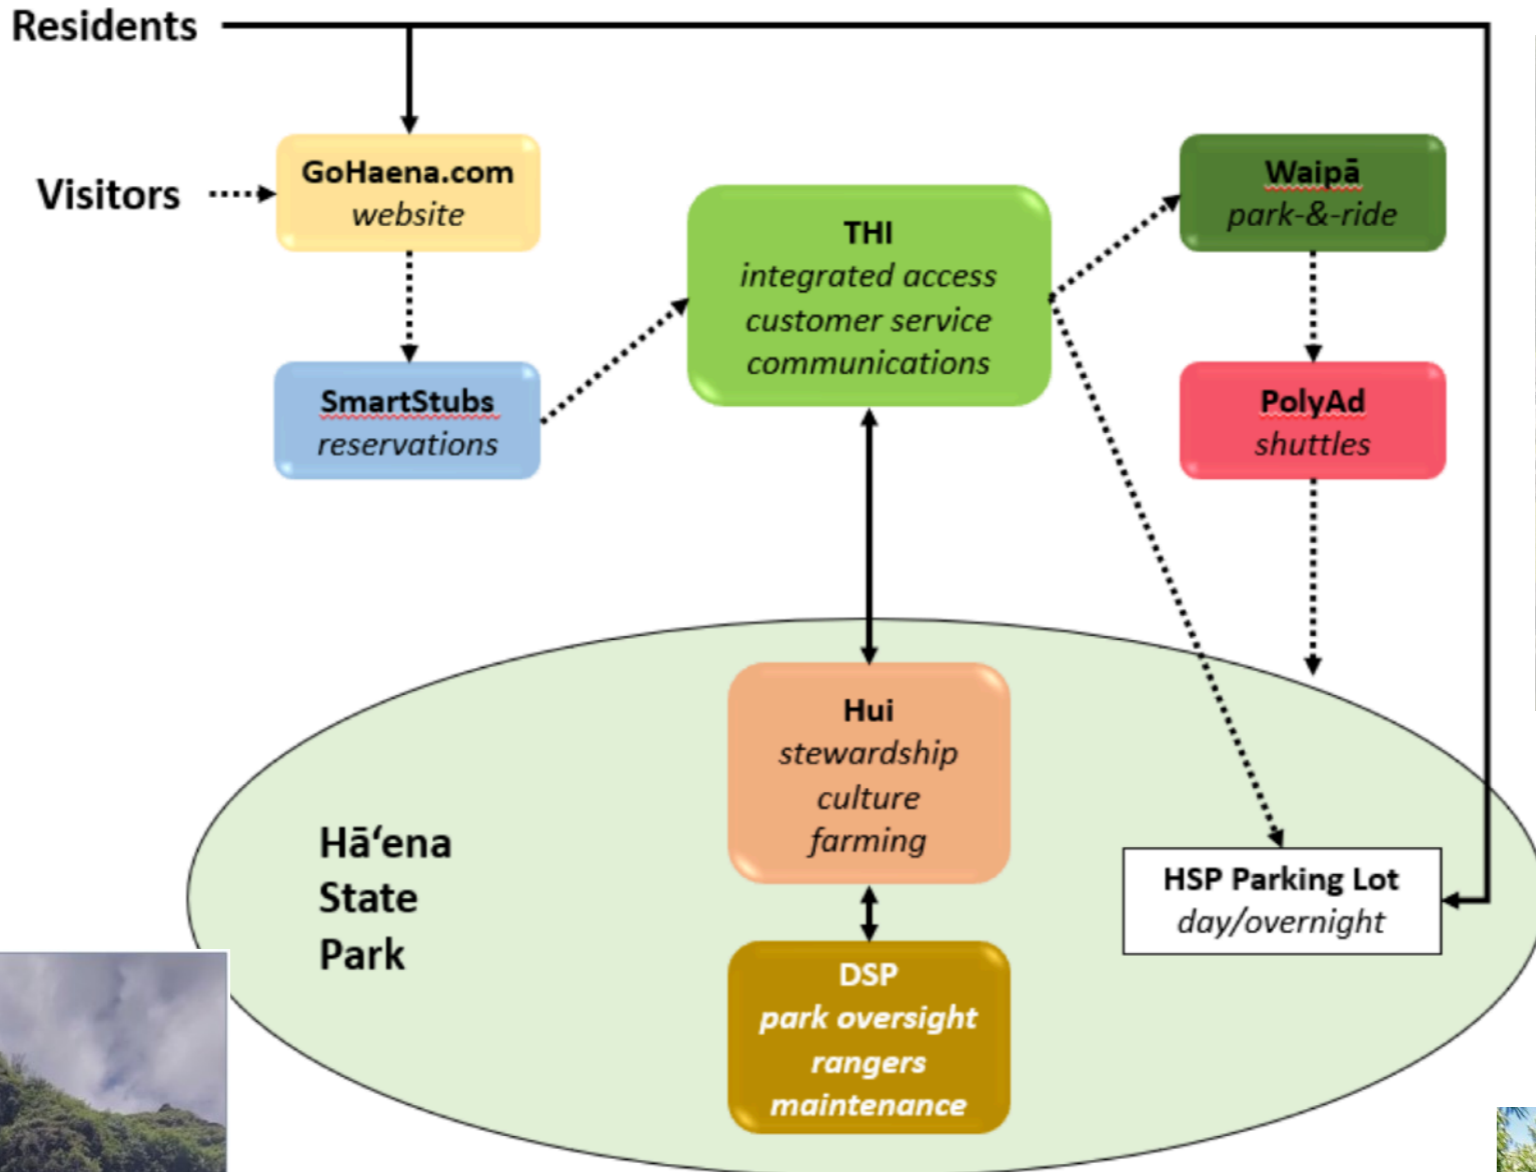 Residents
Visitors
GoHaena.com
website
SmartStubs
reservations
THI
integrated access
customer service
communications
Waipā
park-&-ride
PolyAd
shuttles
Hāʻena
State
Park
Hui
stewardship
culture
farming
DSP
park oversight
rangers
maintenance
HSP Parking Lot
day/overnight